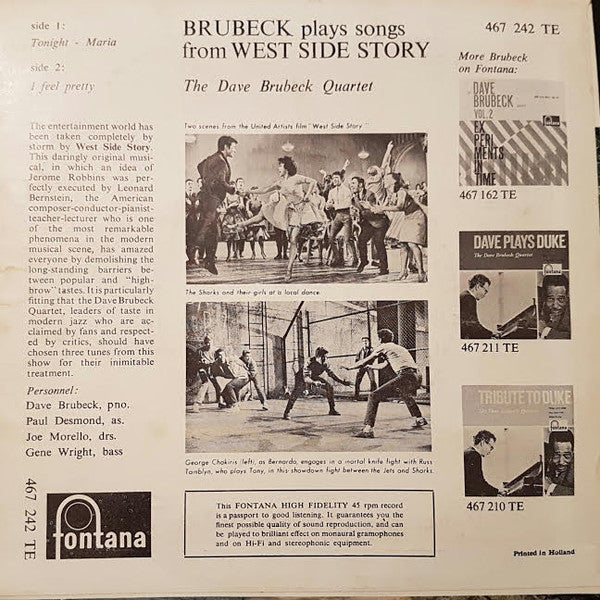 side 1:
Tonight - Maria
side 2:
I feel pretty
BRUBECK plays songs
from WEST SIDE STORY
The Dave Brubeck Quartet
467 242 TE
More Brubeck
on Fontana:
DAVE
BRUBECK
VOL.2
EX
PERI
MENTS
IN
TIME
fontana
467 162 TE
DAVE PLAYS DUKE
The Dave Brubeck Quartet
fontana
467 211 TE
TRIBUTE TO DUKE
The Dave Brubeck Quartet
fontana
467 210 TE
The entertainment world has
been taken completely by
storm by West Side Story.
This daringly original musi-
cal, in which an idea of
Jerome Robbins was per-
fectly executed by Leonard
Bernstein, the American
composer-conductor-pianist-
teacher-lecturer who is one
of the most remarkable
phenomena in the modern
musical scene, has amazed
everyone by demolishing the
long-standing barriers be-
tween popular and "high-
brow" tastes. It is particularly
fitting that the Dave Brubeck
Quartet, leaders of taste in
modern jazz who are ac-
claimed by fans and respect-
ed by critics, should have
chosen three tunes from this
show for their inimitable
treatment.
Personnel:
Dave Brubeck, pno.
Paul Desmond, as.
Joe Morello, drs.
Gene Wright, bass
Two scenes from the United Artists film "West Side Story"
The Sharks and their girls at a local dance.
George Chakiris (left), as Bernardo, engages in a mortal knife fight with Russ
Tamblyn, who plays Tony, in this showdown fight between the Jets and Sharks.
467 242 TE
fontana
This FONTANA HIGH FIDELITY 45 rpm record
is a passport to good listening. It guarantees you the
finest possible quality of sound reproduction, and can
be played to brilliant effect on monaural gramophones
and on Hi-Fi and stereophonic equipment.
Printed in Holland